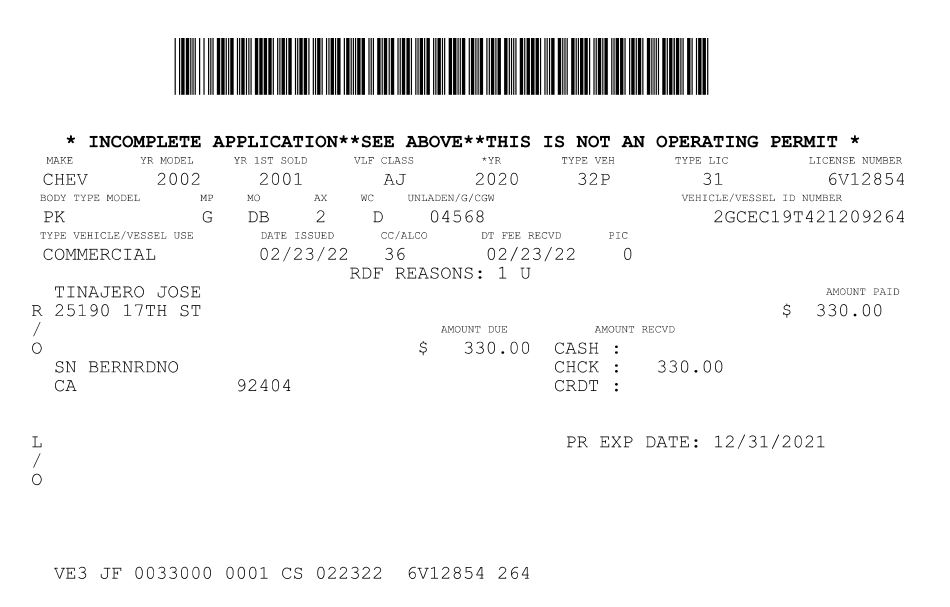 * INCOMPLETE APPLICATION**SEE ABOVE**THIS IS NOT AN OPERATING PERMIT *
MAKE YR MODEL YR 1ST SOLD VLF CLASS *YR TYPE VEH TYPE LIC LICENSE NUMBER
CHEV 2002 2001 AJ 2020 32P 31 6V12854
BODY TYPE MODEL MP MO AX WC UNLADEN/G/CGW VEHICLE/VESSEL ID NUMBER
PK G DB 2 D 04568 2GCEC19T421209264
TYPE VEHICLE/VESSEL USE DATE ISSUED CC/ALCO DT FEE RECVD PIC
COMMERCIAL 02/23/22 36 02/23/22 0
RDF REASONS: 1 U
TINAJERO JOSE AMOUNT PAID
R 25190 17TH ST $ 330.00
/ AMOUNT DUE AMOUNT RECVD
O $ 330.00 CASH :
SN BERNRDNO CHCK : 330.00
CA 92404 CRDT :
L PR EXP DATE: 12/31/2021
/
O
VE3 JF 0033000 0001 CS 022322 6V12854 264